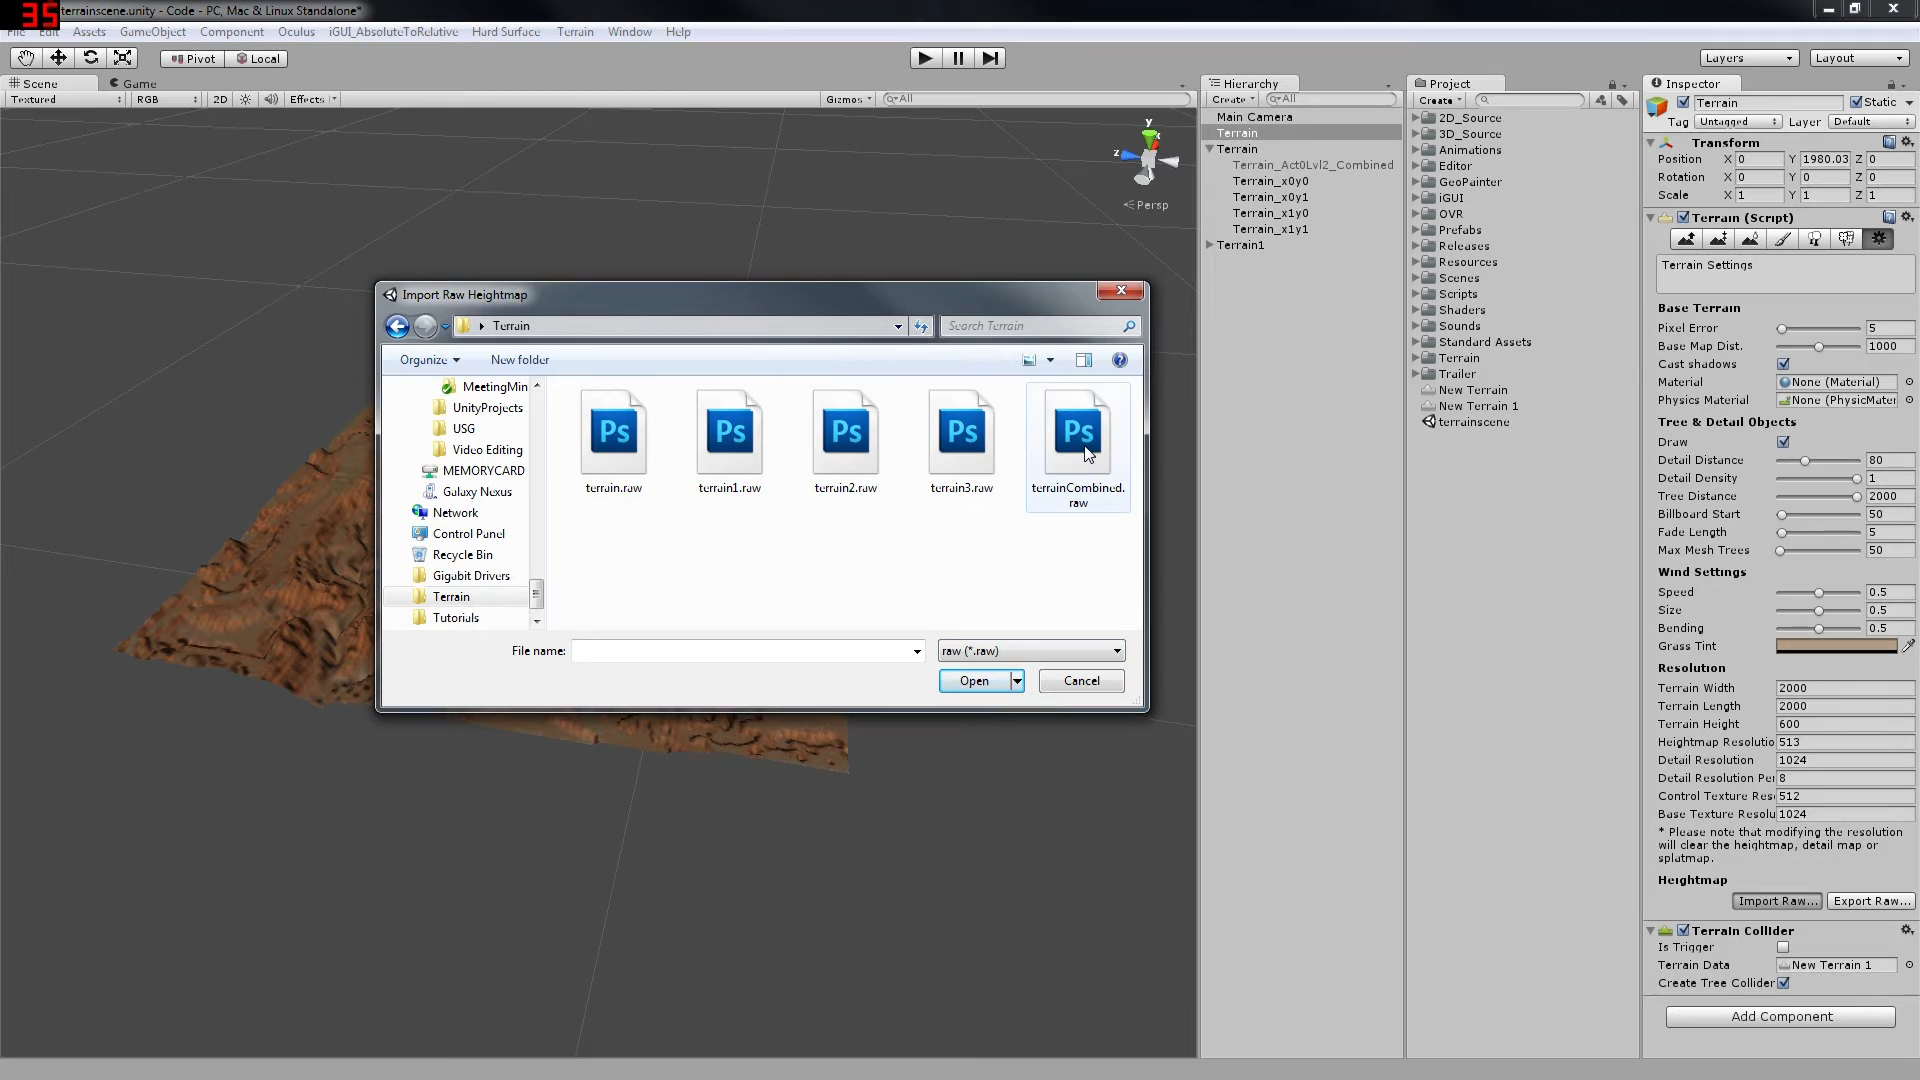 35
terrainscene.unity - Code - PC, Mac & Linux Standalone*
File Edit Assets GameObject Component Oculus iGUI_AbsoluteToRelative Hard Surface Terrain Window Help
Pivot Local Layers Layout
Scene Game
Textured RGB 2D Effects Gizmos All
y
x
z
Persp
Hierarchy
Create All
Main Camera
Terrain
Terrain
Terrain_Act0Lvl2_Combined
Terrain_x0y0
Terrain_x0y1
Terrain_x1y0
Terrain_x1y1
Terrain1
Project
Create
2D_Source
3D_Source
Animations
Editor
GeoPainter
iGUI
OVR
Prefabs
Releases
Resources
Scenes
Scripts
Shaders
Sounds
Standard Assets
Terrain
Trailer
New Terrain
New Terrain 1
terrainscene
Import Raw Heightmap
Terrain
Search Terrain
Organize New folder
MeetingMin
UnityProjects
USG
Video Editing
MEMORYCARD
Galaxy Nexus
Network
Control Panel
Recycle Bin
Gigabit Drivers
Terrain
Tutorials
Ps Ps Ps Ps Ps
terrain.raw terrain1.raw terrain2.raw terrain3.raw terrainCombined.
raw
File name: raw (*.raw)
Open Cancel
Inspector
Terrain Static
Tag Untagged Layer Default
Transform
Position X 0 Y 1980.03 Z 0
Rotation X 0 Y 0 Z 0
Scale X 1 Y 1 Z 1
Terrain (Script)
Terrain Settings
Base Terrain
Pixel Error 5
Base Map Dist. 1000
Cast shadows
Material None (Material)
Physics Material None (PhysicMater
Tree & Detail Objects
Draw
Detail Distance 80
Detail Density 1
Tree Distance 2000
Billboard Start 50
Fade Length 5
Max Mesh Trees 50
Wind Settings
Speed 0.5
Size 0.5
Bending 0.5
Grass Tint
Resolution
Terrain Width 2000
Terrain Length 2000
Terrain Height 600
Heightmap Resolutio 513
Detail Resolution 1024
Detail Resolution Per 8
Control Texture Res 512
Base Texture Resolu 1024
* Please note that modifying the resolution
will clear the heightmap, detail map or
splatmap.
Heightmap
Import Raw... Export Raw...
Terrain Collider
Is Trigger
Terrain Data New Terrain 1
Create Tree Collider
Add Component